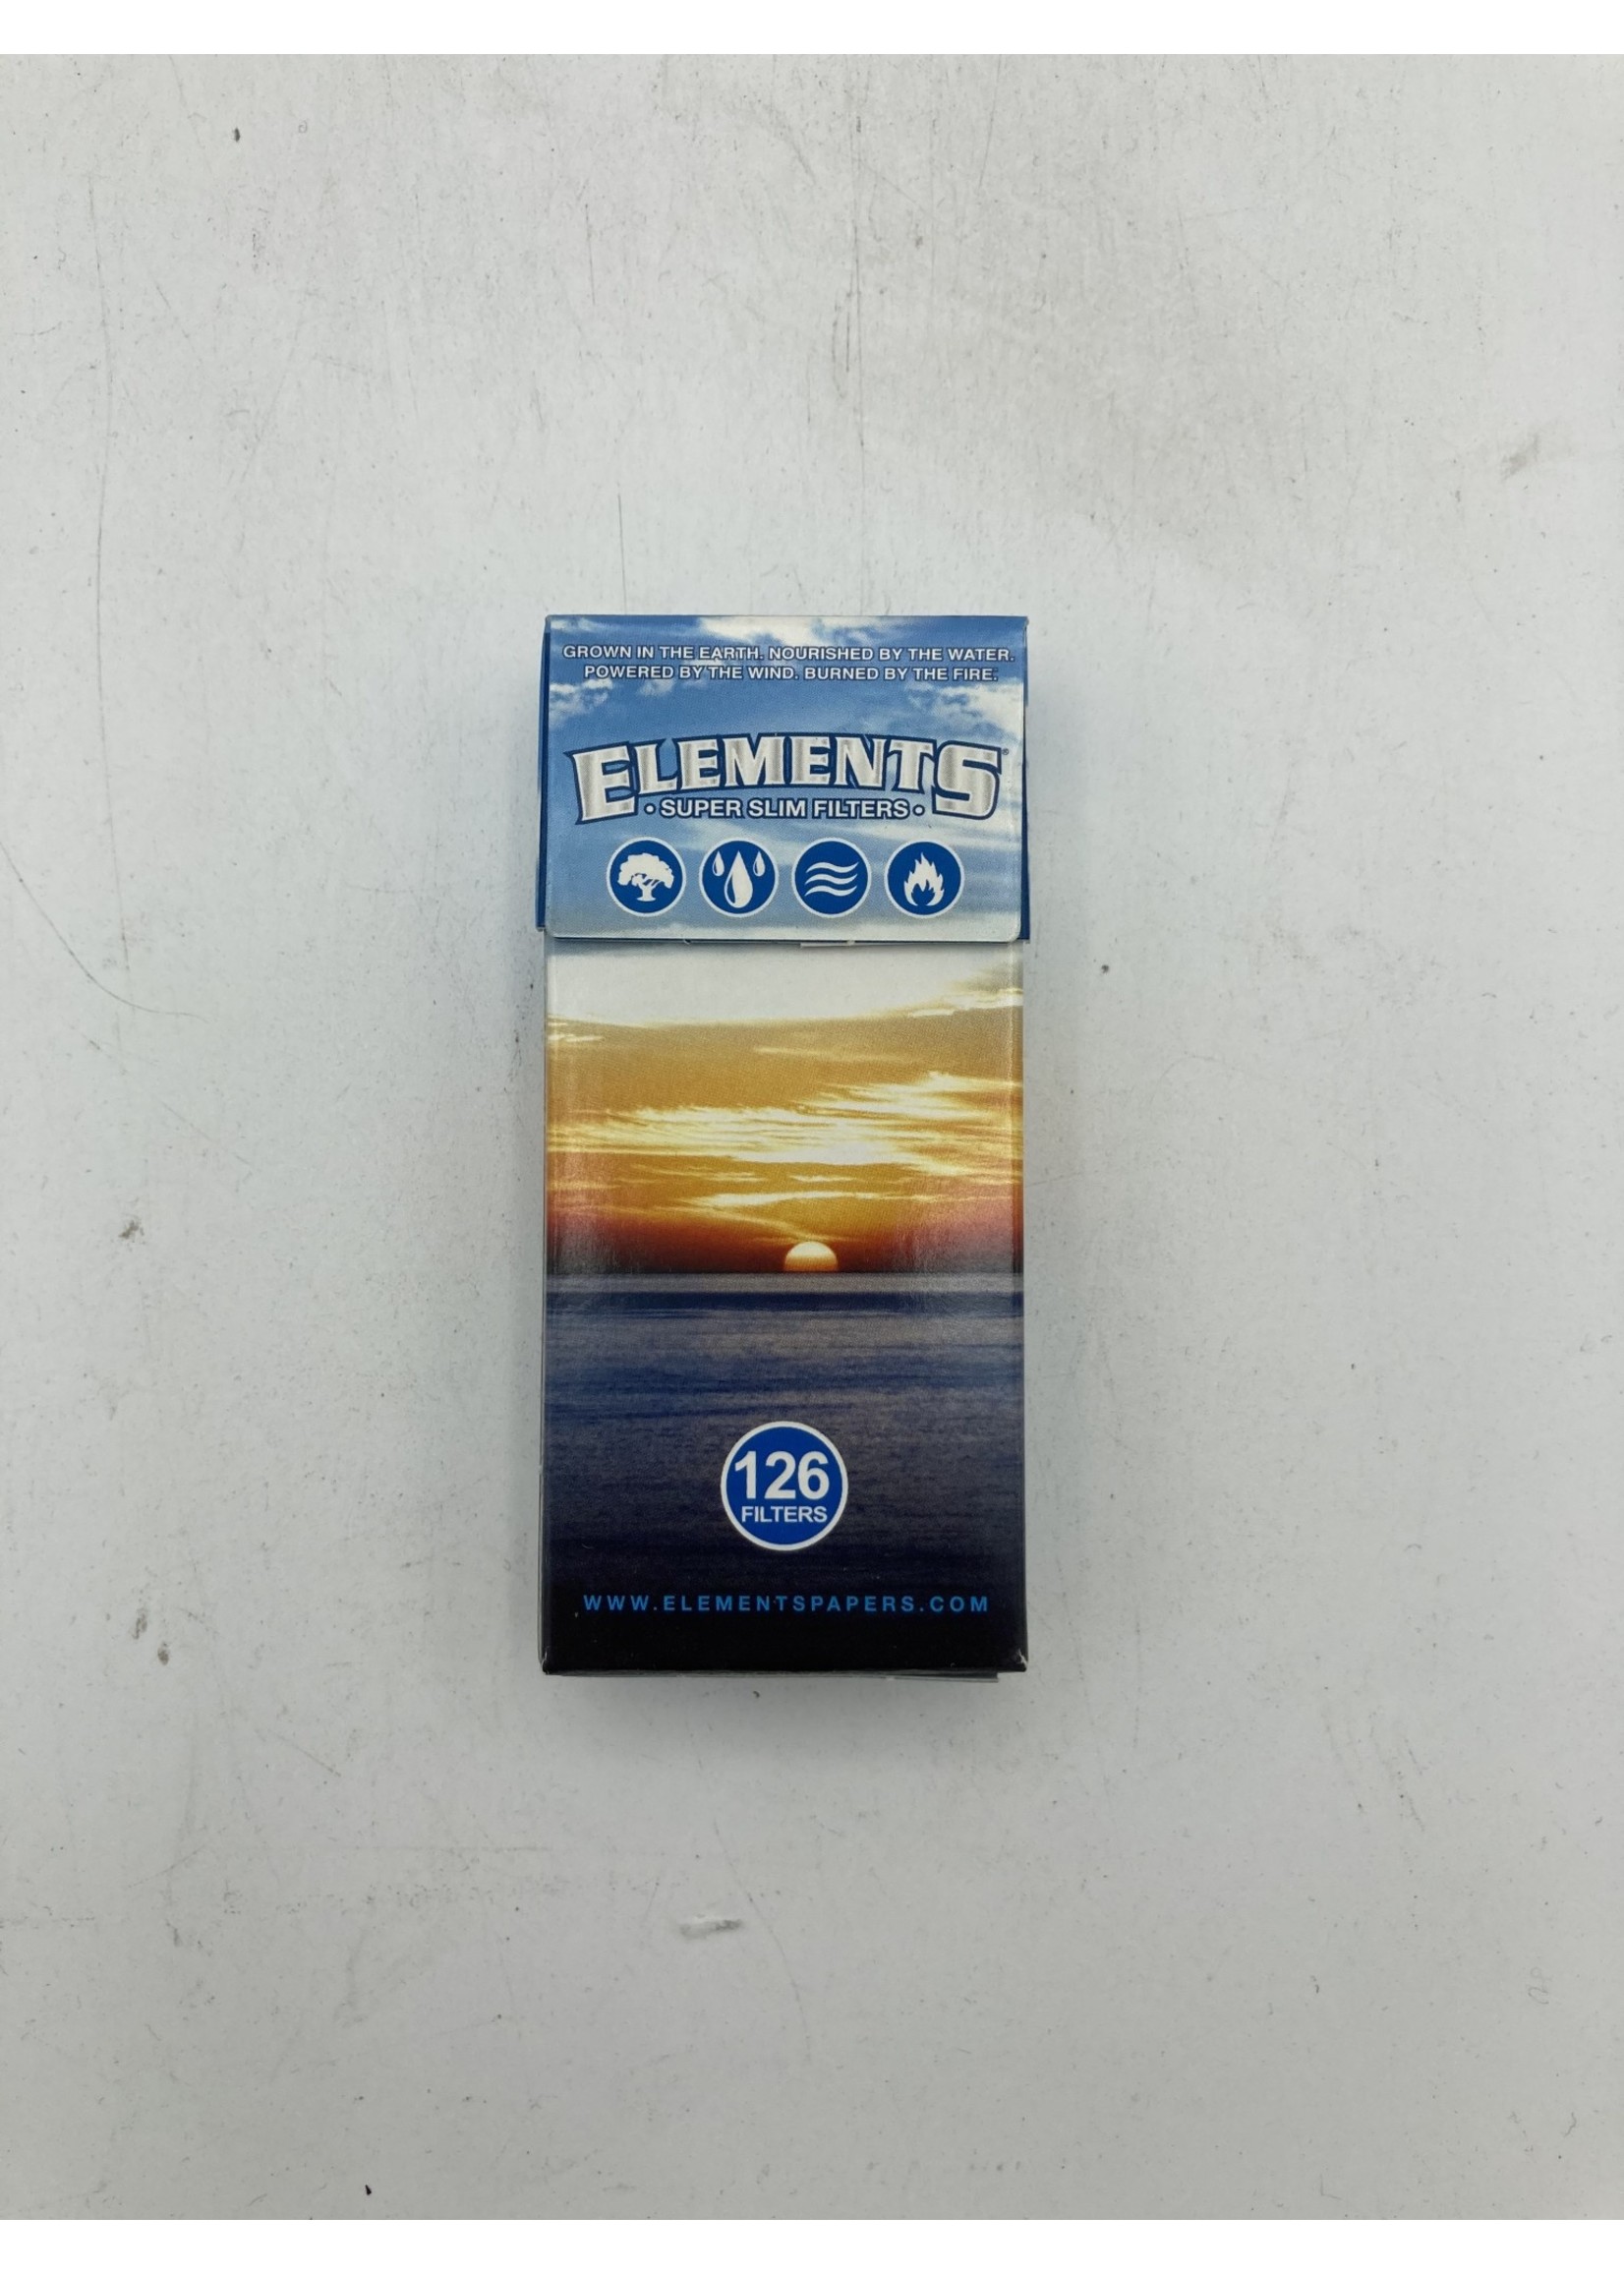 GROWN IN THE EARTH. NOURISHED BY THE WATER.
POWERED BY THE WIND. BURNED BY THE FIRE.
ELEMENTS®
• SUPER SLIM FILTERS •
126
FILTERS
WWW.ELEMENTSPAPERS.COM